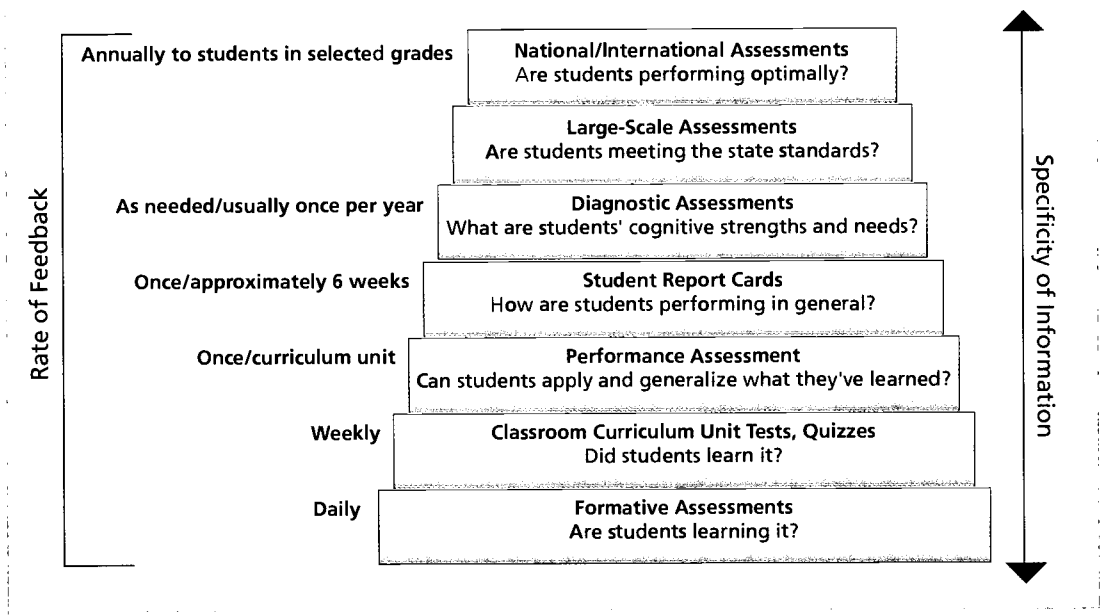 Annually to students in selected grades
National/International Assessments
Are students performing optimally?
Large-Scale Assessments
Are students meeting the state standards?
As needed/usually once per year
Diagnostic Assessments
What are students' cognitive strengths and needs?
Once/approximately 6 weeks
Student Report Cards
How are students performing in general?
Once/curriculum unit
Performance Assessment
Can students apply and generalize what they've learned?
Weekly
Classroom Curriculum Unit Tests, Quizzes
Did students learn it?
Daily
Formative Assessments
Are students learning it?
Rate of Feedback
Specificity of Information